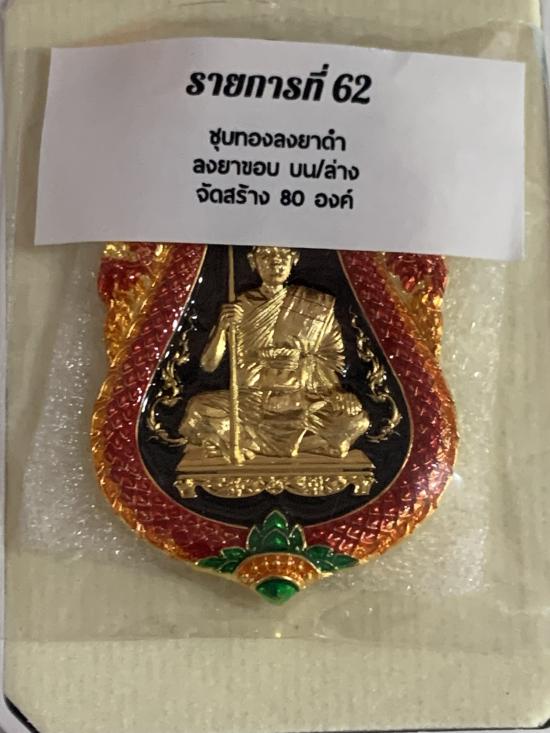 รายการที่ 62
ชุบทองลงยาดำ
ลงยาขอบ บน/ล่าง
จัดสร้าง 80 องค์